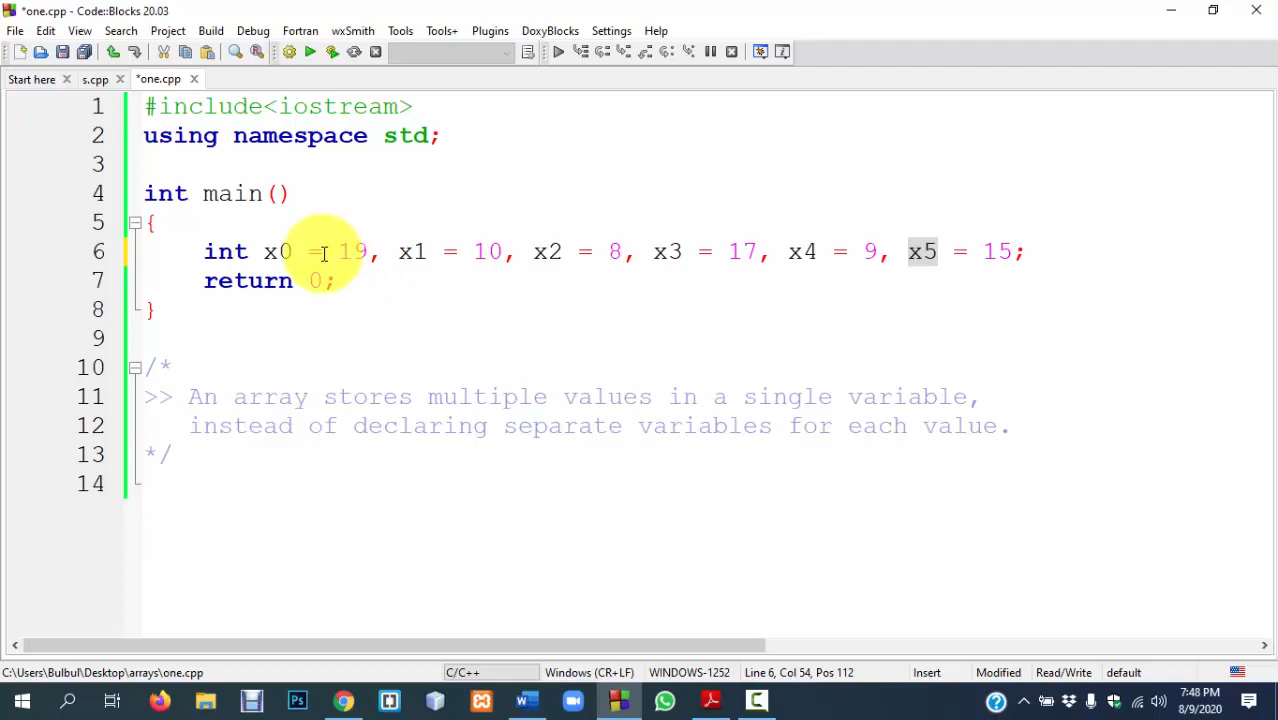 *one.cpp - Code::Blocks 20.03
File Edit View Search Project Build Debug Fortran wxSmith Tools Tools+ Plugins DoxyBlocks Settings Help
Start here s.cpp *one.cpp
1 #include<iostream>
2 using namespace std;
3
4 int main()
5 {
6 int x0 = 19, x1 = 10, x2 = 8, x3 = 17, x4 = 9, x5 = 15;
7 return 0;
8 }
9
10 /*
11 >> An array stores multiple values in a single variable,
12 instead of declaring separate variables for each value.
13 */
14
C:\Users\Bulbul\Desktop\arrays\one.cpp C/C++ Windows (CR+LF) WINDOWS-1252 Line 6, Col 54, Pos 112 Insert Modified Read/Write default
7:48 PM
8/9/2020